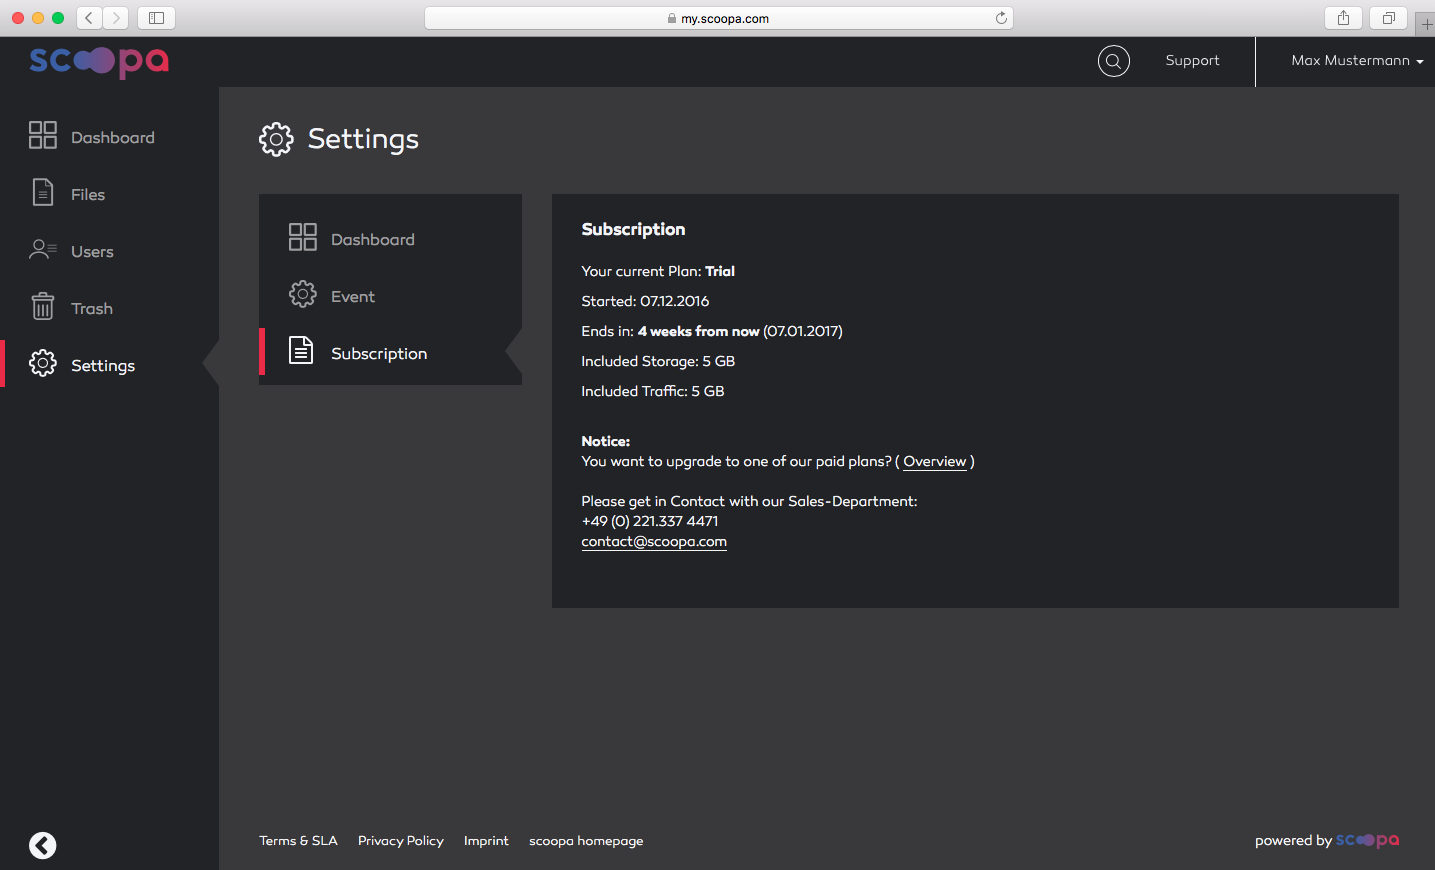 my.scoopa.com
scoopa
Support
Max Mustermann
Dashboard
Files
Users
Trash
Settings
Settings
Dashboard
Event
Subscription
Subscription
Your current Plan: Trial
Started: 07.12.2016
Ends in: 4 weeks from now (07.01.2017)
Included Storage: 5 GB
Included Traffic: 5 GB
Notice:
You want to upgrade to one of our paid plans? ( Overview )
Please get in Contact with our Sales-Department:
+49 (0) 221.337 4471
contact@scoopa.com
Terms & SLA
Privacy Policy
Imprint
scoopa homepage
powered by scoopa